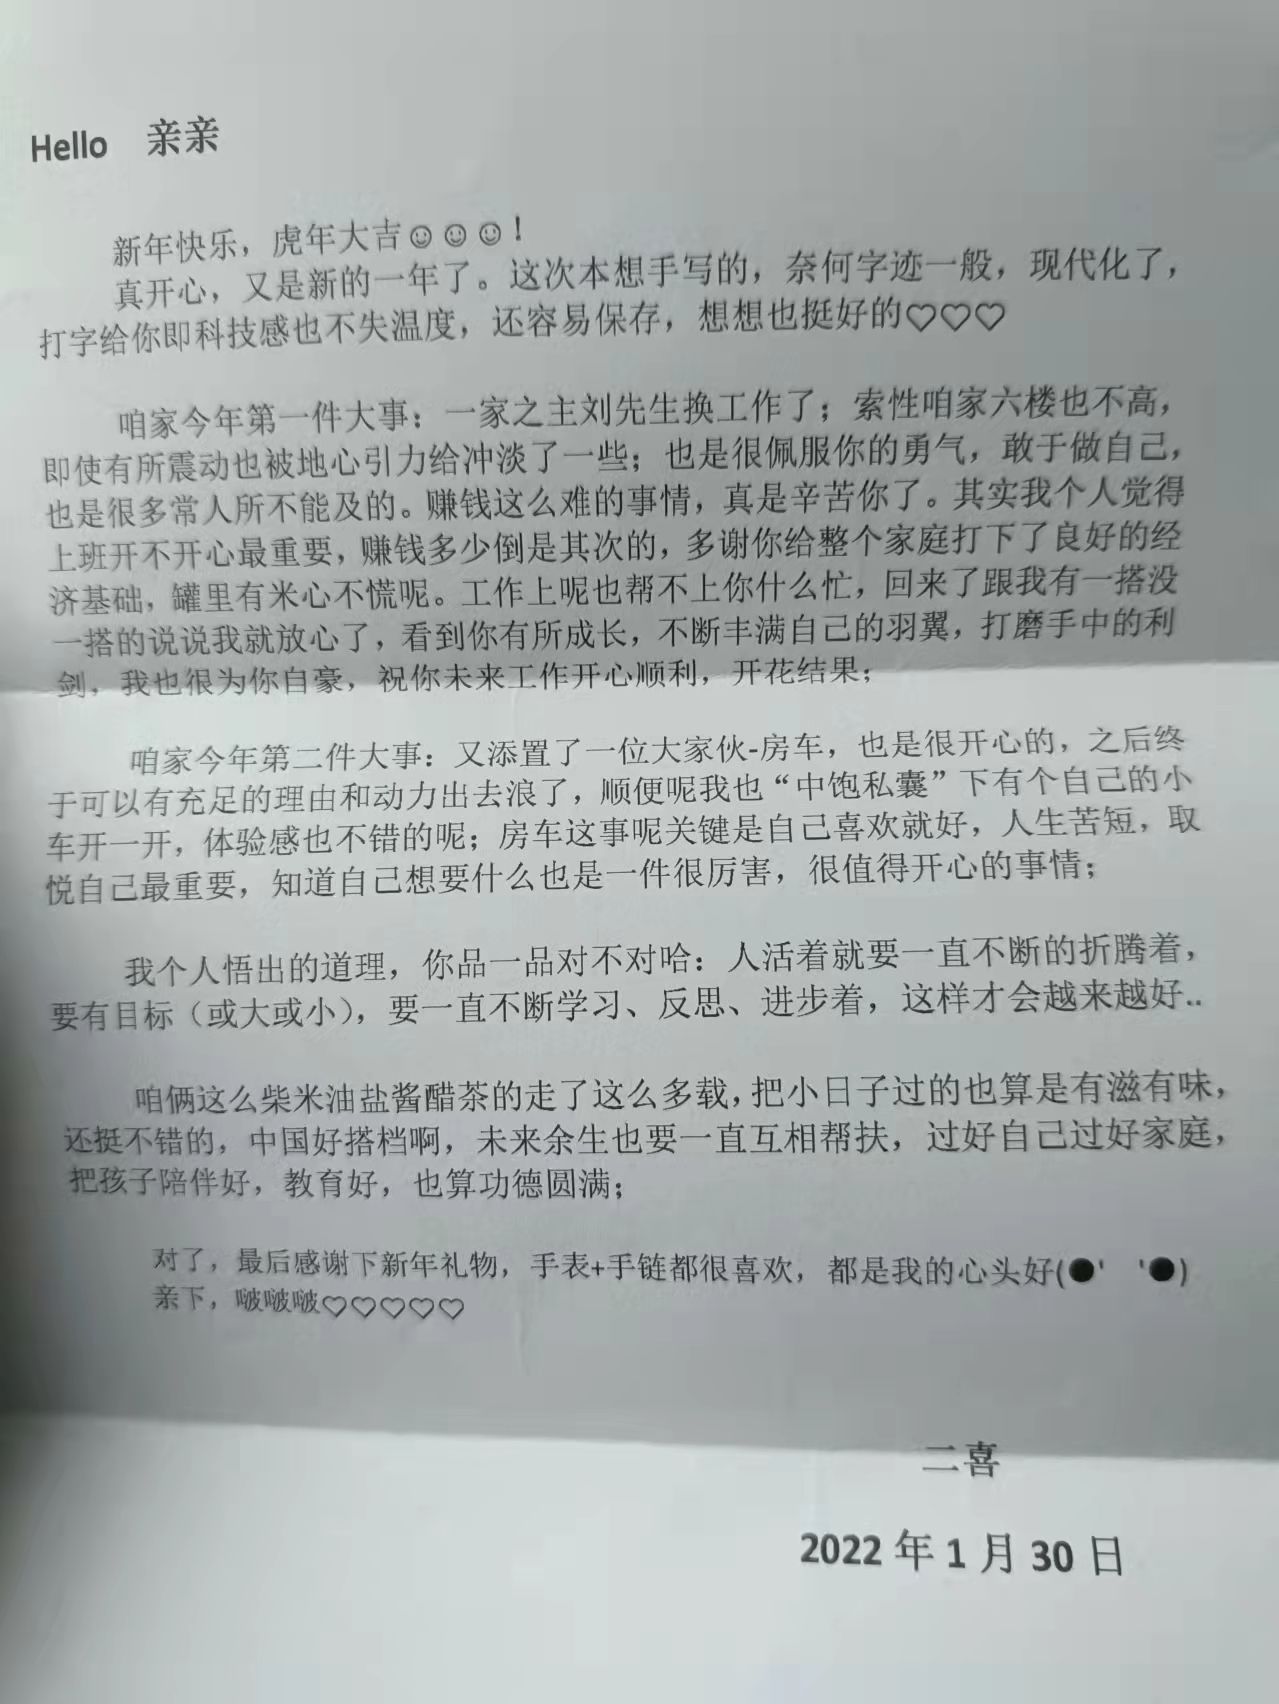 Hello 亲亲
新年快乐，虎年大吉☺☺☺！
真开心，又是新的一年了。这次本想手写的，奈何字迹一般，现代化了，
打字给你即科技感也不失温度，还容易保存，想想也挺好的♡♡♡
咱家今年第一件大事：一家之主刘先生换工作了；索性咱家六楼也不高，
即使有所震动也被地心引力给冲淡了一些；也是很佩服你的勇气，敢于做自己，
也是很多常人所不能及的。赚钱这么难的事情，真是辛苦你了。其实我个人觉得
上班开不开心最重要，赚钱多少倒是其次的，多谢你给整个家庭打下了良好的经
济基础，罐里有米心不慌呢。工作上呢也帮不上你什么忙，回来了跟我有一搭没
一搭的说说我就放心了，看到你有所成长，不断丰满自己的羽翼，打磨手中的利
剑，我也很为你自豪，祝你未来工作开心顺利，开花结果；
咱家今年第二件大事：又添置了一位大家伙-房车，也是很开心的，之后终
于可以有充足的理由和动力出去浪了，顺便呢我也“中饱私囊”下有个自己的小
车开一开，体验感也不错的呢；房车这事呢关键是自己喜欢就好，人生苦短，取
悦自己最重要，知道自己想要什么也是一件很厉害，很值得开心的事情；
我个人悟出的道理，你品一品对不对哈：人活着就要一直不断的折腾着，
要有目标（或大或小），要一直不断学习、反思、进步着，这样才会越来越好..
咱俩这么柴米油盐酱醋茶的走了这么多载，把小日子过的也算是有滋有味，
还挺不错的，中国好搭档啊，未来余生也要一直互相帮扶，过好自己过好家庭，
把孩子陪伴好，教育好，也算功德圆满；
对了，最后感谢下新年礼物，手表+手链都很喜欢，都是我的心头好(●' '●)
亲下，啵啵啵♡♡♡♡♡
二喜
2022 年 1 月 30 日